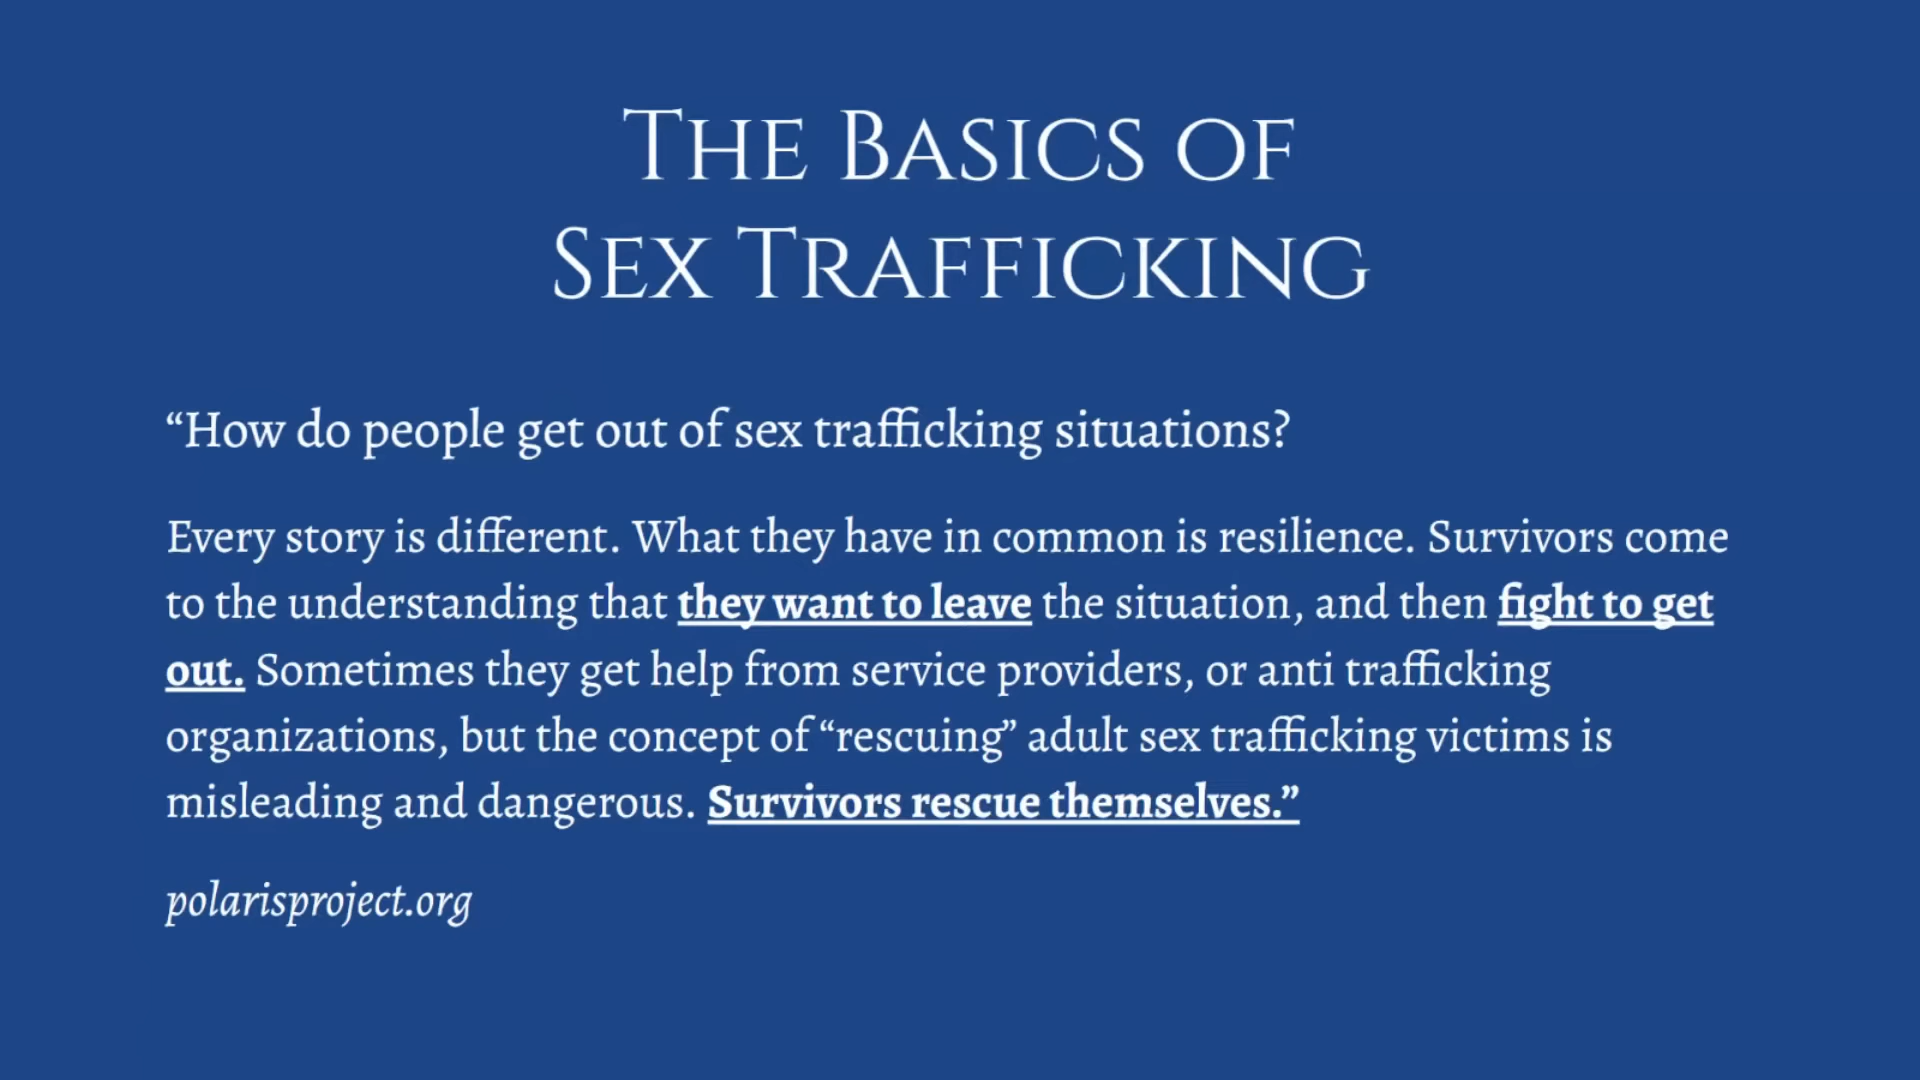 The Basics of
Sex Trafficking
“How do people get out of sex trafficking situations?
Every story is different. What they have in common is resilience. Survivors come
to the understanding that they want to leave the situation, and then fight to get
out. Sometimes they get help from service providers, or anti trafficking
organizations, but the concept of “rescuing” adult sex trafficking victims is
misleading and dangerous. Survivors rescue themselves.”
polarisproject.org